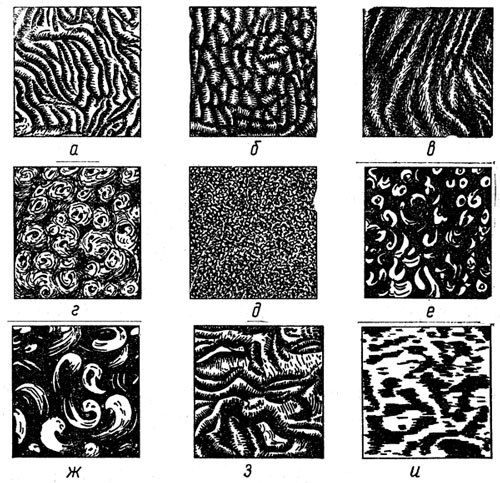 а б в
г д е
ж з и